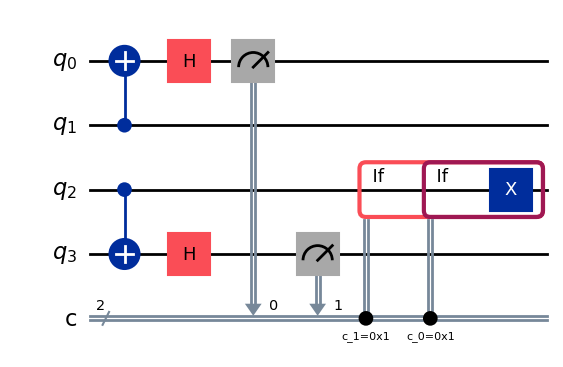 q0 H
q1
q2 If If X
q3 H
c 2 0 1
c_1=0x1 c_0=0x1